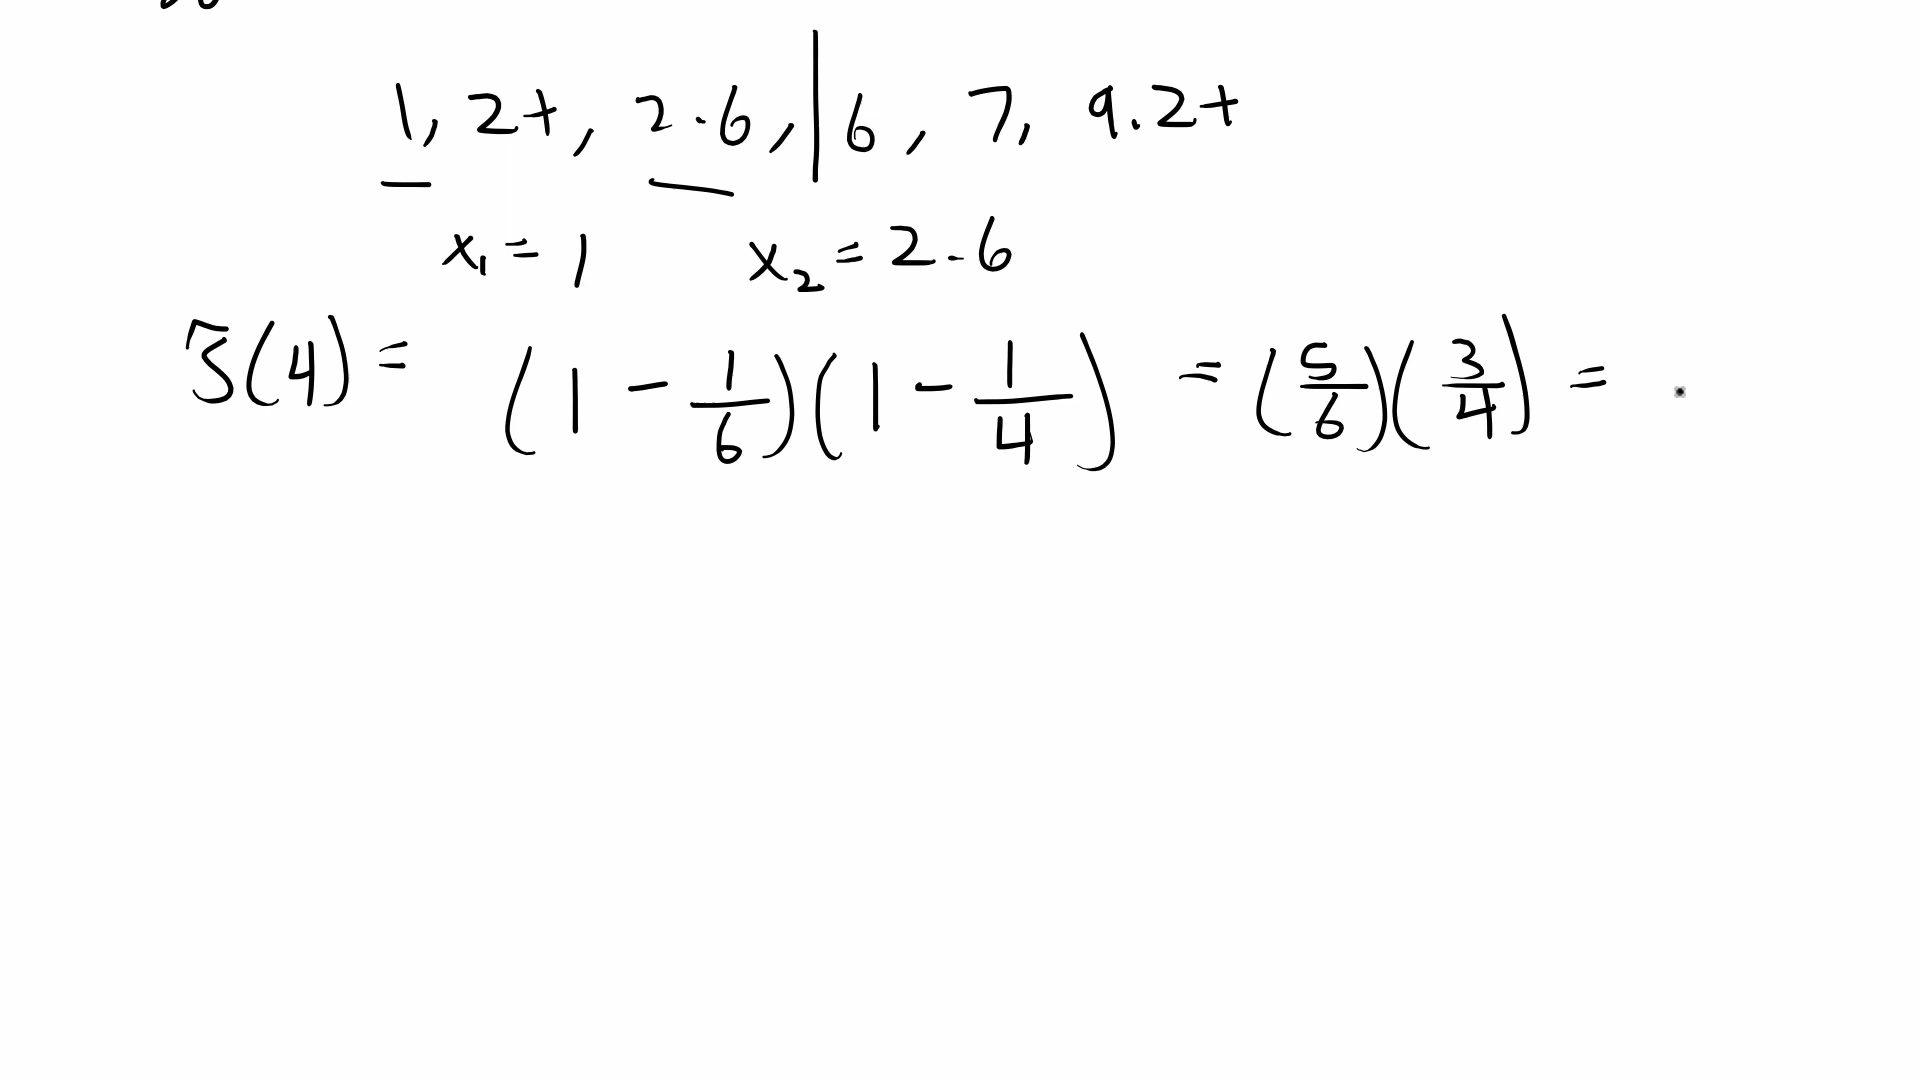 1, 2+, 2.6, | 6, 7, 9.2+
x₁ = 1 x₂ = 2.6
Ŝ(4) = (1 - 1/6)(1 - 1/4) = (5/6)(3/4) =